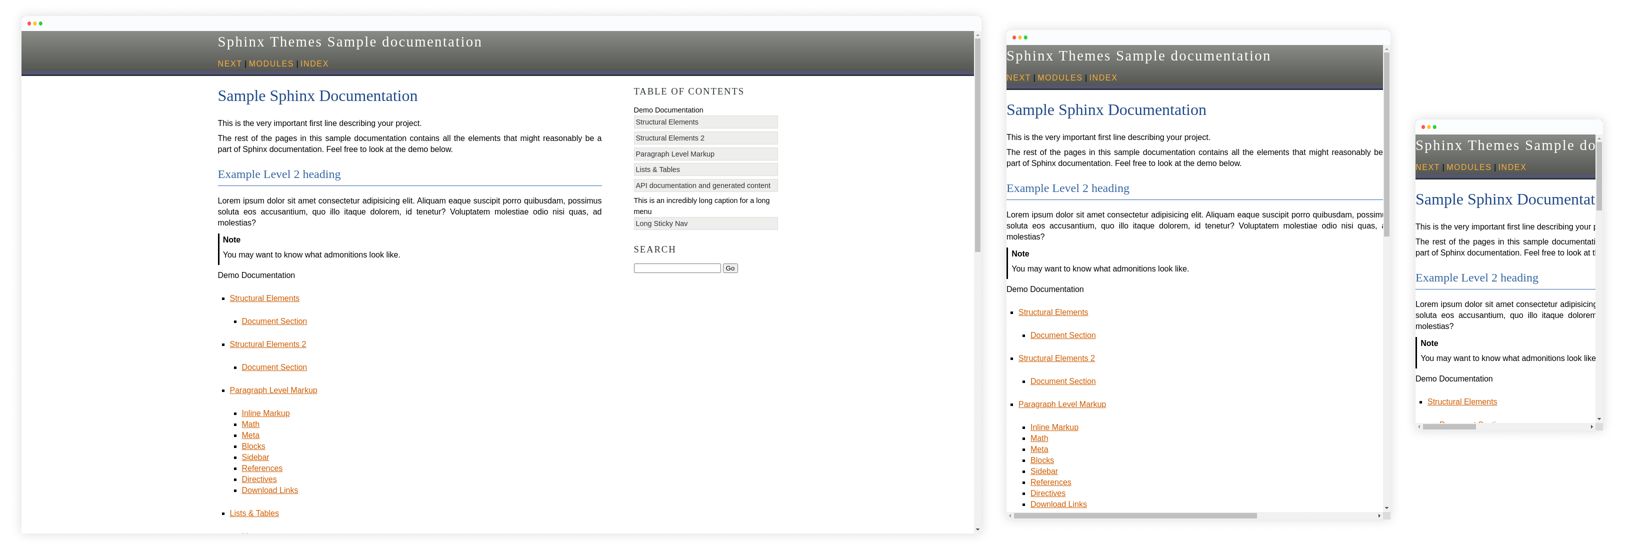 Sphinx Themes Sample documentation
NEXT | MODULES | INDEX
Sample Sphinx Documentation
This is the very important first line describing your project.
The rest of the pages in this sample documentation contains all the elements that might reasonably be a
part of Sphinx documentation. Feel free to look at the demo below.
Example Level 2 heading
Lorem ipsum dolor sit amet consectetur adipisicing elit. Aliquam eaque suscipit porro quibusdam, possimus
soluta eos accusantium, quo illo itaque dolorem, id tenetur? Voluptatem molestiae odio nisi quas, ad
molestias?
Note
You may want to know what admonitions look like.
Demo Documentation
Structural Elements
Document Section
Structural Elements 2
Document Section
Paragraph Level Markup
Inline Markup
Math
Meta
Blocks
Sidebar
References
Directives
Download Links
Lists & Tables
TABLE OF CONTENTS
Demo Documentation
Structural Elements
Structural Elements 2
Paragraph Level Markup
Lists & Tables
API documentation and generated content
This is an incredibly long caption for a long
menu
Long Sticky Nav
SEARCH
Go
Sphinx Themes Sample documentation
NEXT | MODULES | INDEX
Sample Sphinx Documentation
This is the very important first line describing your project.
The rest of the pages in this sample documentation contains all the elements that might reasonably be
part of Sphinx documentation. Feel free to look at the demo below.
Example Level 2 heading
Lorem ipsum dolor sit amet consectetur adipisicing elit. Aliquam eaque suscipit porro quibusdam, possimu
soluta eos accusantium, quo illo itaque dolorem, id tenetur? Voluptatem molestiae odio nisi quas,
molestias?
Note
You may want to know what admonitions look like.
Demo Documentation
Structural Elements
Document Section
Structural Elements 2
Document Section
Paragraph Level Markup
Inline Markup
Math
Meta
Blocks
Sidebar
References
Directives
Download Links
Sphinx Themes Sample do
NEXT | MODULES | INDEX
Sample Sphinx Documentat
This is the very important first line describing your
The rest of the pages in this sample documentati
part of Sphinx documentation. Feel free to look at
Example Level 2 heading
Lorem ipsum dolor sit amet consectetur adipisicing
soluta eos accusantium, quo illo itaque dolorem
molestias?
Note
You may want to know what admonitions look like
Demo Documentation
Structural Elements